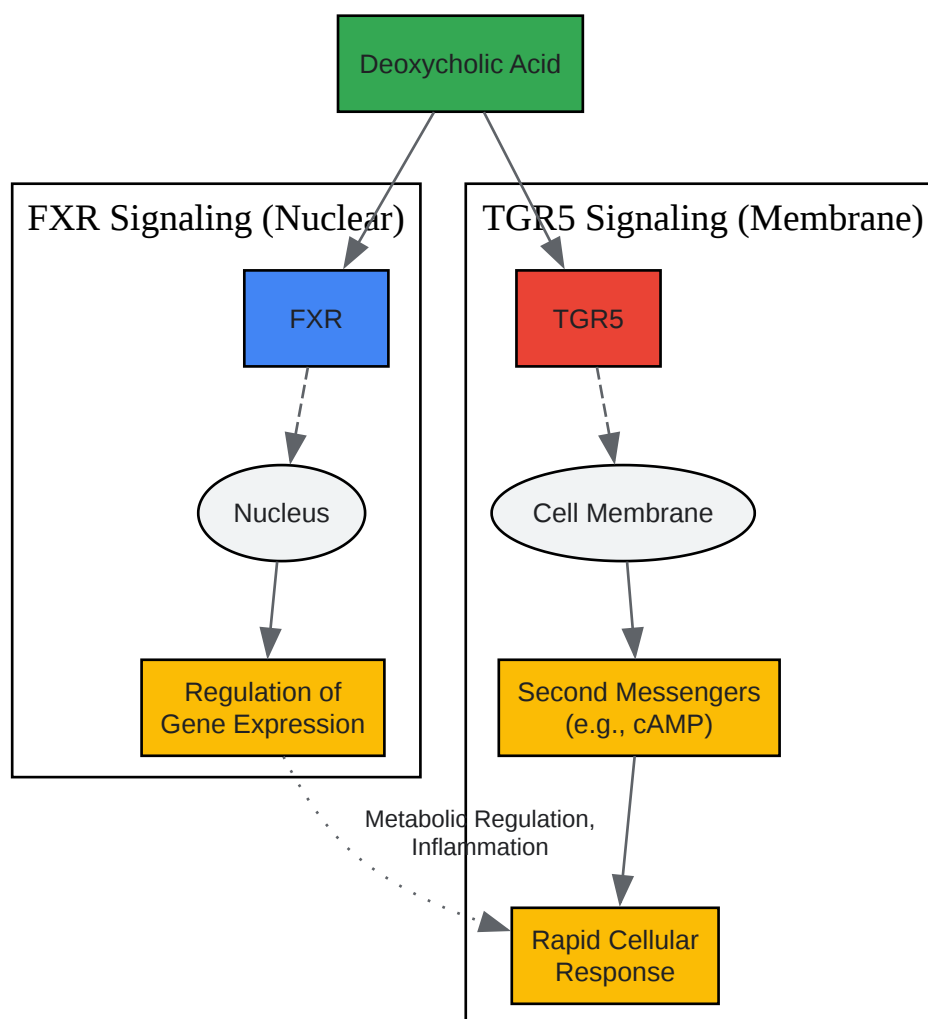 Deoxycholic Acid
FXR Signaling (Nuclear)
TGR5 Signaling (Membrane)
FXR
TGR5
Nucleus
Cell Membrane
Regulation of
Gene Expression
Second Messengers
(e.g., cAMP)
Metabolic Regulation,
Inflammation
Rapid Cellular
Response